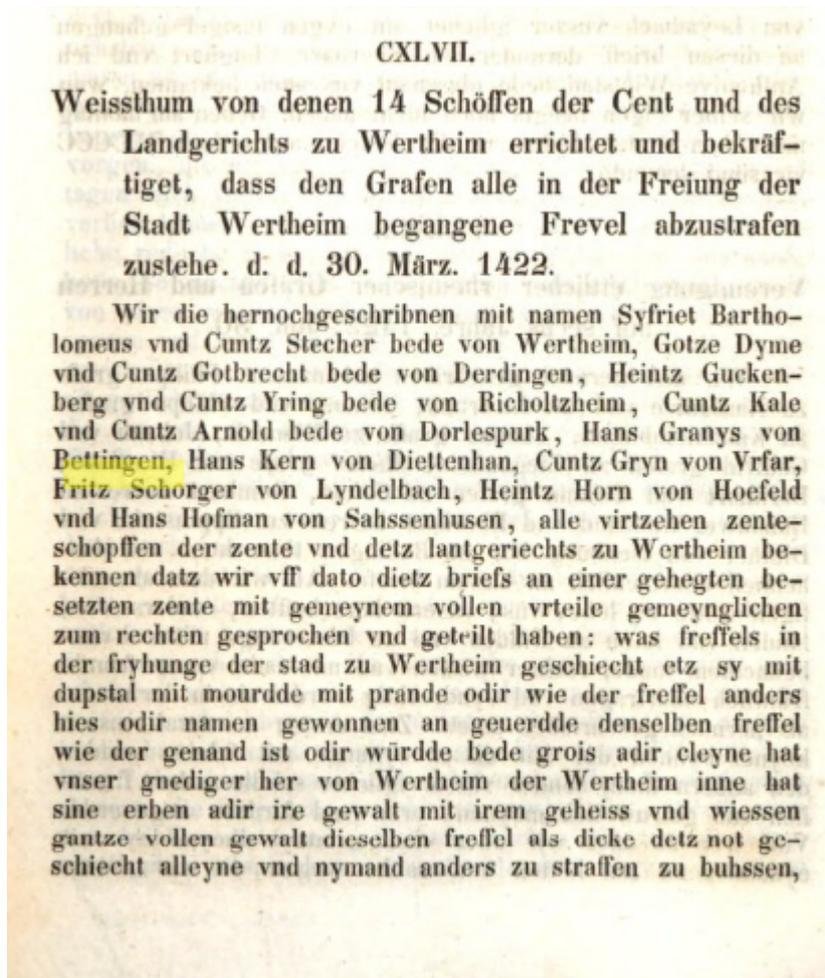 CXLVII.
Weissthum von denen 14 Schöffen der Cent und des
Landgerichts zu Wertheim errichtet und bekräf-
tiget, dass den Grafen alle in der Freiung der
Stadt Wertheim begangene Frevel abzustrafen
zustehe. d. d. 30. März. 1422.
Wir die hernochgeschribnen mit namen Syfriet Bartho-
lomeus vnd Cuntz Stecher bede von Wertheim, Gotze Dyme
vnd Cuntz Gotbrecht bede von Derdingen, Heintz Gucken-
berg vnd Cuntz Yring bede von Richoltzheim, Cuntz Kale
vnd Cuntz Arnold bede von Dorlespurk, Hans Granys von
Bettingen, Hans Kern von Diettenhan, Cuntz Gryn von Vrfar,
Fritz Schorger von Lyndelbach, Heintz Horn von Hoefeld
vnd Hans Hofman von Sahssenhusen, alle virtzehen zente-
schopffen der zente vnd detz lantgeriechts zu Wertheim be-
kennen datz wir vff dato dietz briefs an einer gehegten be-
setzten zente mit gemeynem vollen vrteile gemeynglichen
zum rechten gesprochen vnd geteilt haben: was freffels in
der fryhunge der stad zu Wertheim geschiecht etz sy mit
dupstal mit mourdde mit prande odir wie der freffel anders
hies odir namen gewonnen an geuerdde denselben freffel
wie der genand ist odir würdde bede grois adir cleyne hat
vnser gnediger her von Wertheim der Wertheim inne hat
sine erben adir ire gewalt mit irem geheiss vnd wiessen
gantze vollen gewalt dieselben freffel als dicke detz not ge-
schiecht alleyne vnd nymand anders zu straffen zu buhssen,